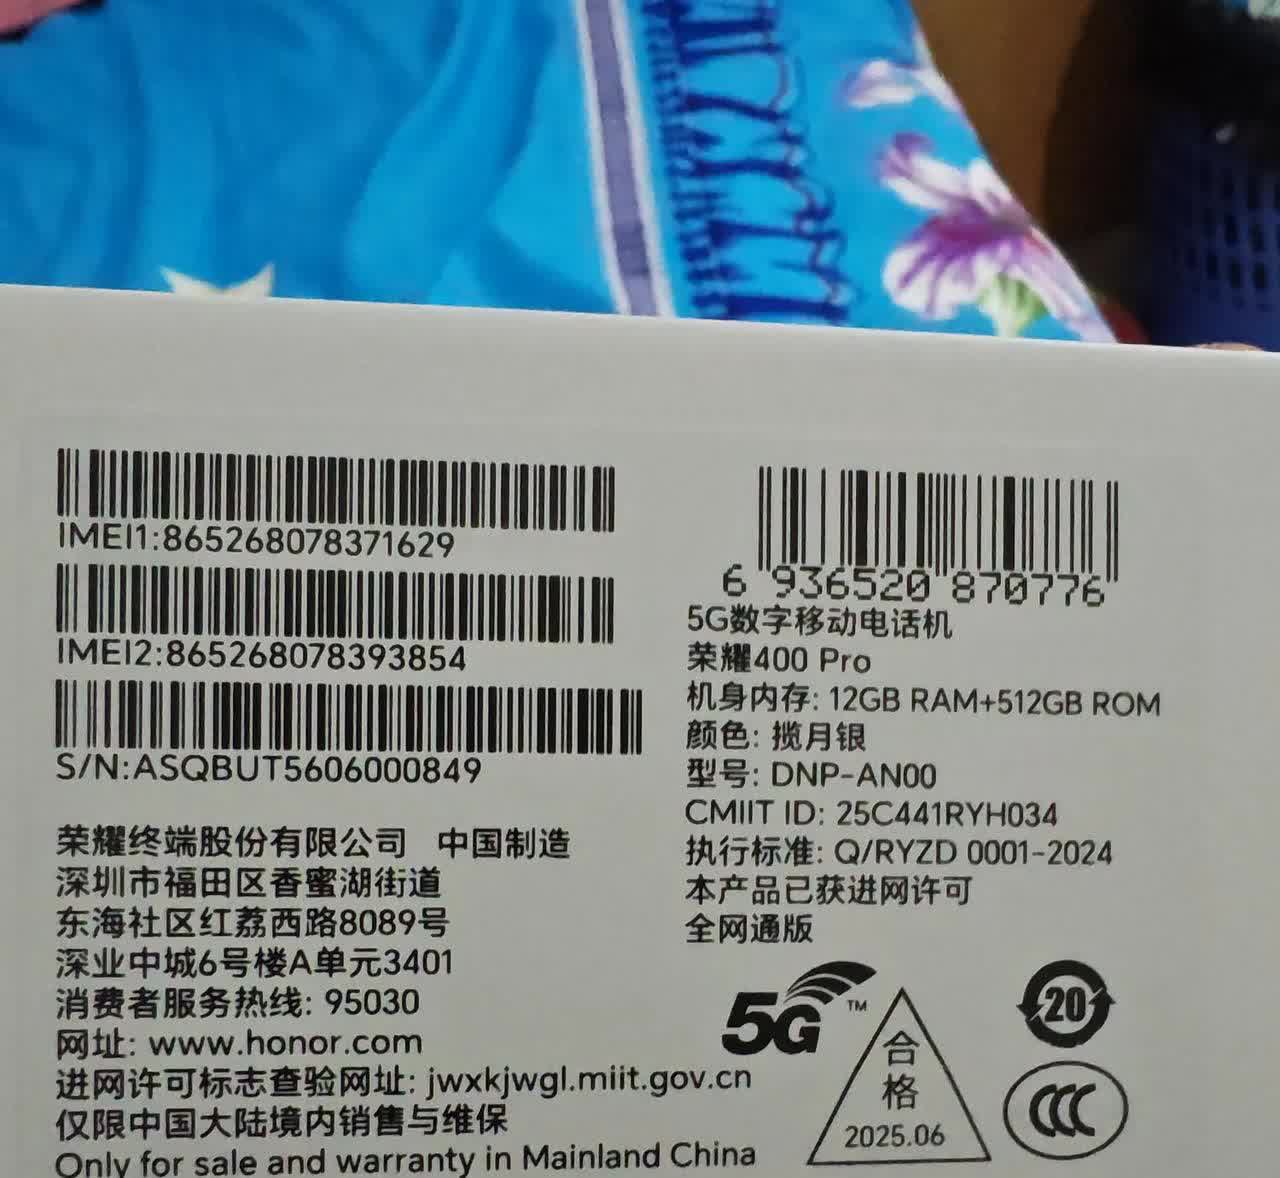 IMEI1:865268078371629
IMEI2:865268078393854
S/N:ASQBUT5606000849
荣耀终端股份有限公司 中国制造
深圳市福田区香蜜湖街道
东海社区红荔西路8089号
深业中城6号楼A单元3401
消费者服务热线: 95030
网址: www.honor.com
进网许可标志查验网址: jwxkjwgl.miit.gov.cn
仅限中国大陆境内销售与维保
Only for sale and warranty in Mainland China
6 936520 870776
5G数字移动电话机
荣耀400 Pro
机身内存: 12GB RAM+512GB ROM
颜色: 揽月银
型号: DNP-AN00
CMIIT ID: 25C441RYH034
执行标准: Q/RYZD 0001-2024
本产品已获进网许可
全网通版
5G™
合格
2025.06
20
CCC